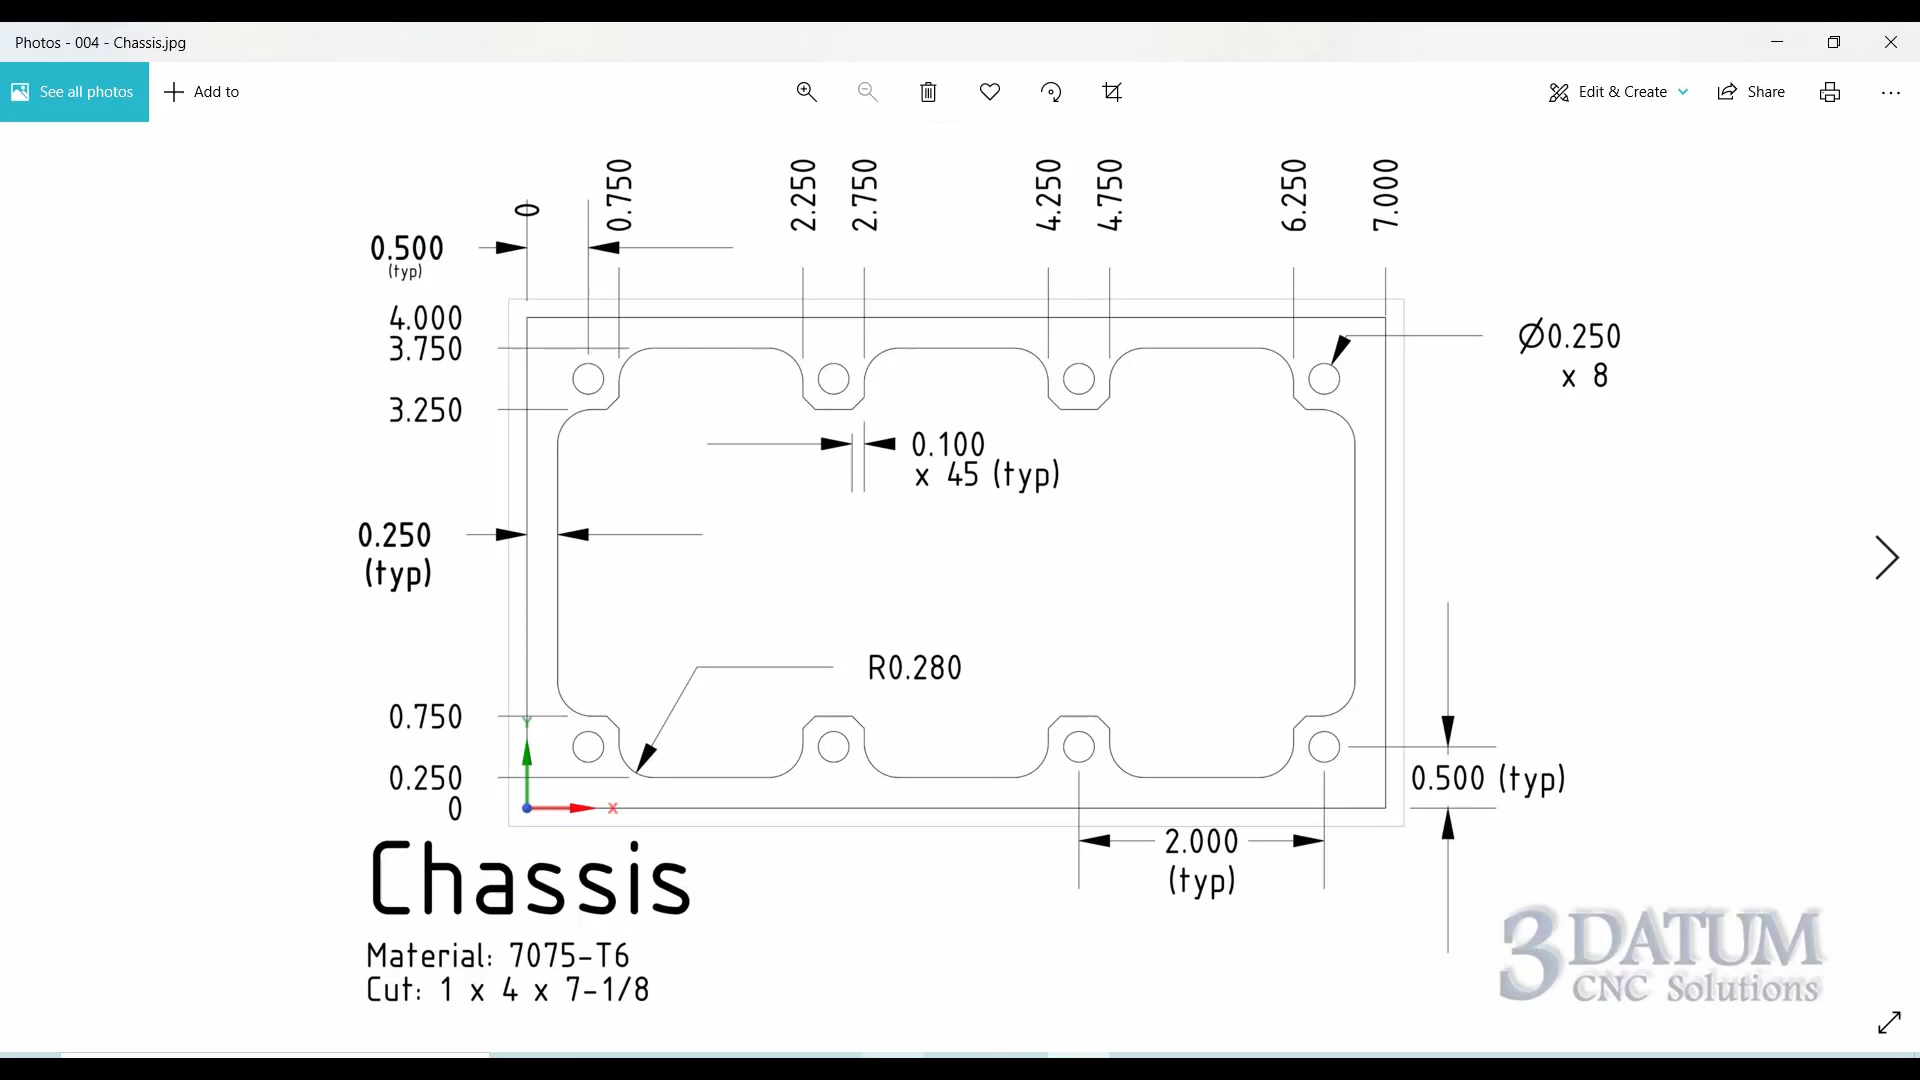 Photos - 004 - Chassis.jpg
See all photos
Add to
Edit & Create
Share
0
0.750
2.250
2.750
4.250
4.750
6.250
7.000
0.500
(typ)
4.000
3.750
Ø0.250
x 8
3.250
0.100
x 45 (typ)
0.250
(typ)
R0.280
0.750
Y
0.250
0
X
0.500 (typ)
2.000
(typ)
Chassis
Material: 7075-T6
Cut: 1 x 4 x 7-1/8
3DATUM
CNC Solutions